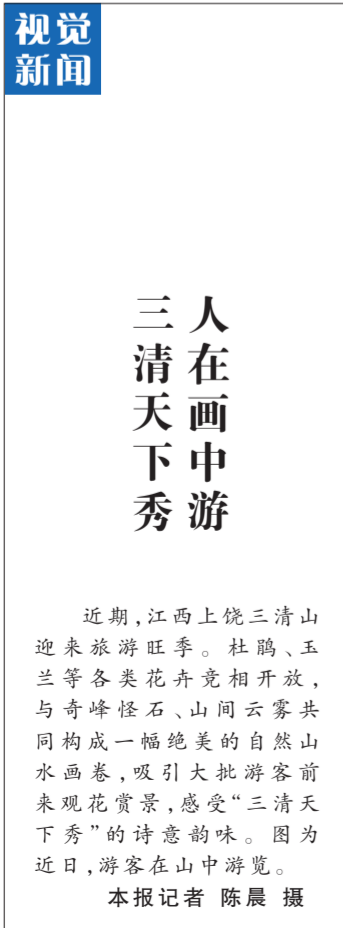 视觉
新闻
人在画中游
三清天下秀
近期，江西上饶三清山
迎来旅游旺季。杜鹃、玉
兰等各类花卉竞相开放，
与奇峰怪石、山间云雾共
同构成一幅绝美的自然山
水画卷，吸引大批游客前
来观花赏景，感受“三清天
下秀”的诗意韵味。图为
近日，游客在山中游览。
本报记者 陈晨 摄